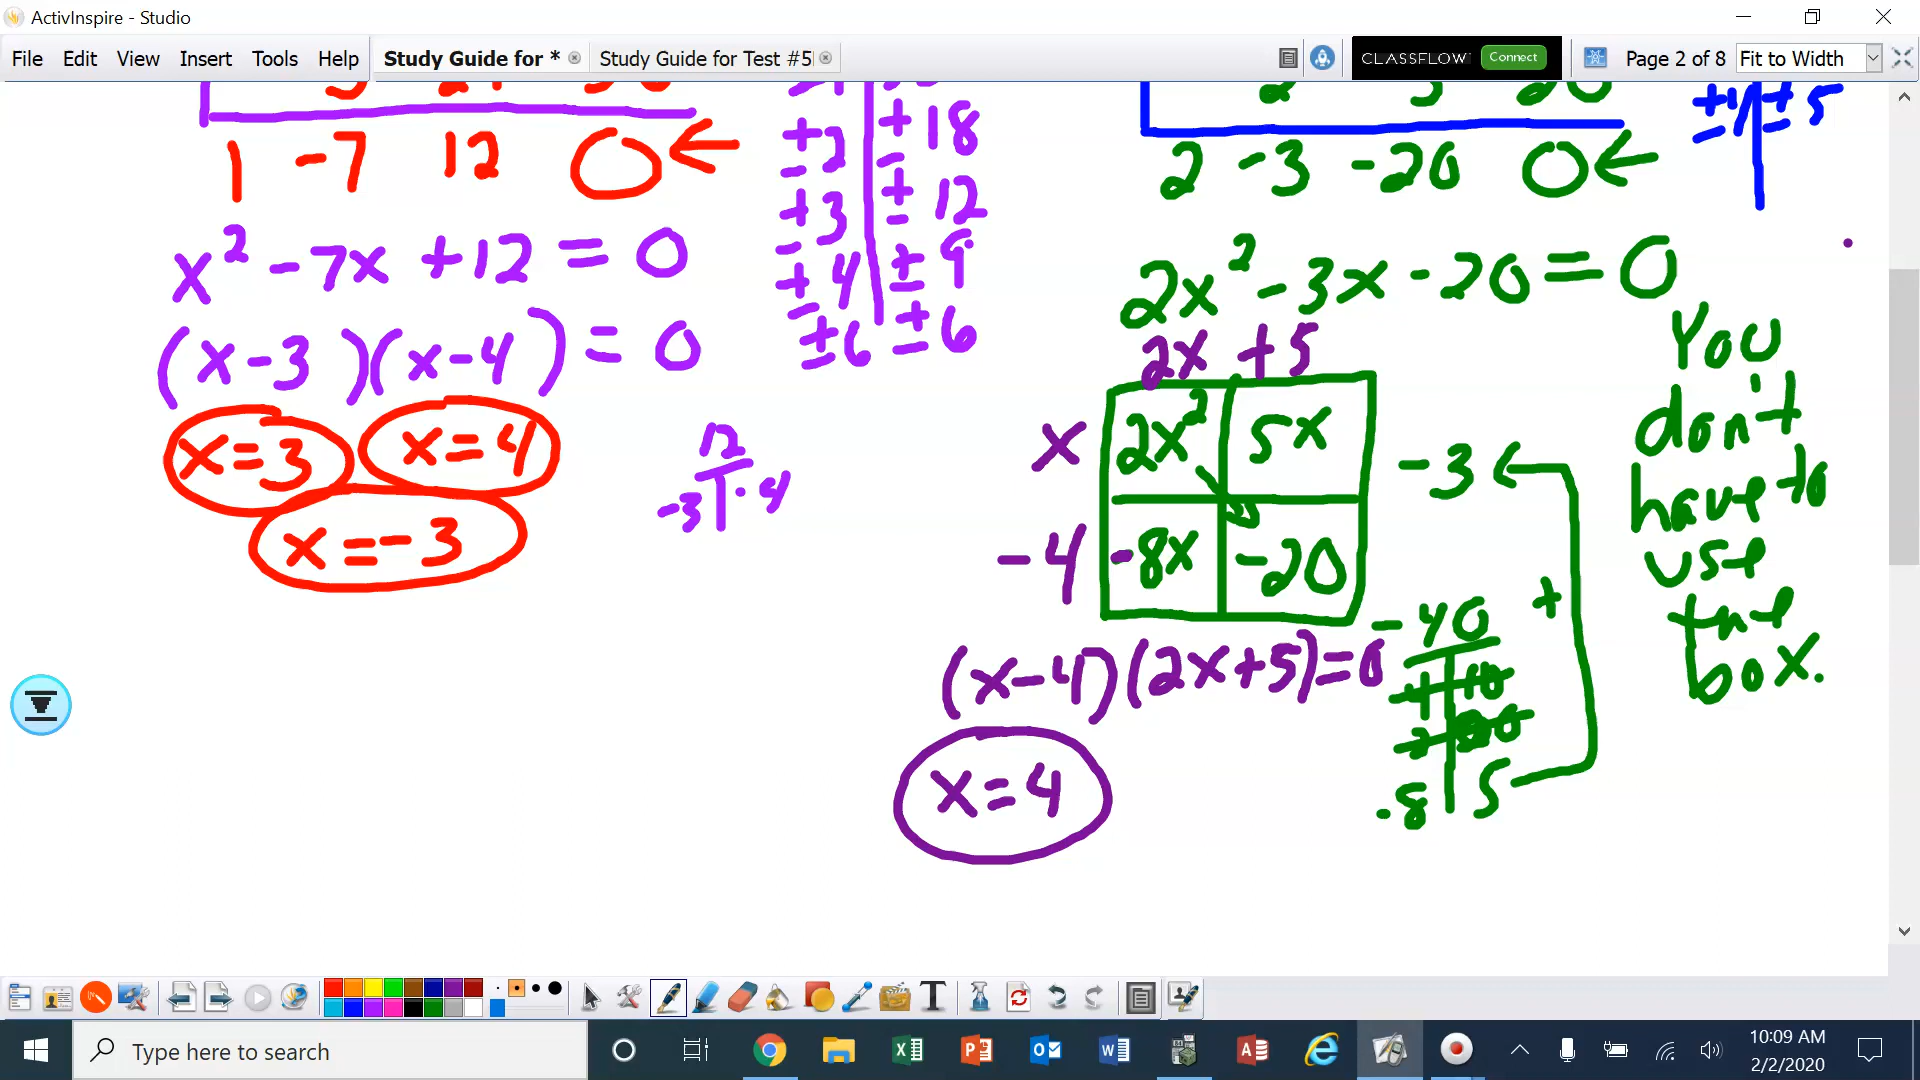 ActivInspire - Studio
File Edit View Insert Tools Help
Study Guide for *
Study Guide for Test #5
CLASSFLOW Connect
Page 2 of 8
Fit to Width
1 -7 12 0
x² - 7x + 12 = 0
(x - 3)(x - 4) = 0
x = 3 x = 4
x = -3
12
-3 -4
±2 ±18
±3 ±12
±4 ±9
±6 ±6
±1 ±5
2 -3 -20 0
2x² - 3x - 20 = 0
2x + 5
x 2x² 5x
-4 -8x -20
-3
+
-40
-8 5
(x - 4)(2x + 5) = 0
x = 4
You
don't
have to
use
the
box.
T
Type here to search
10:09 AM
2/2/2020